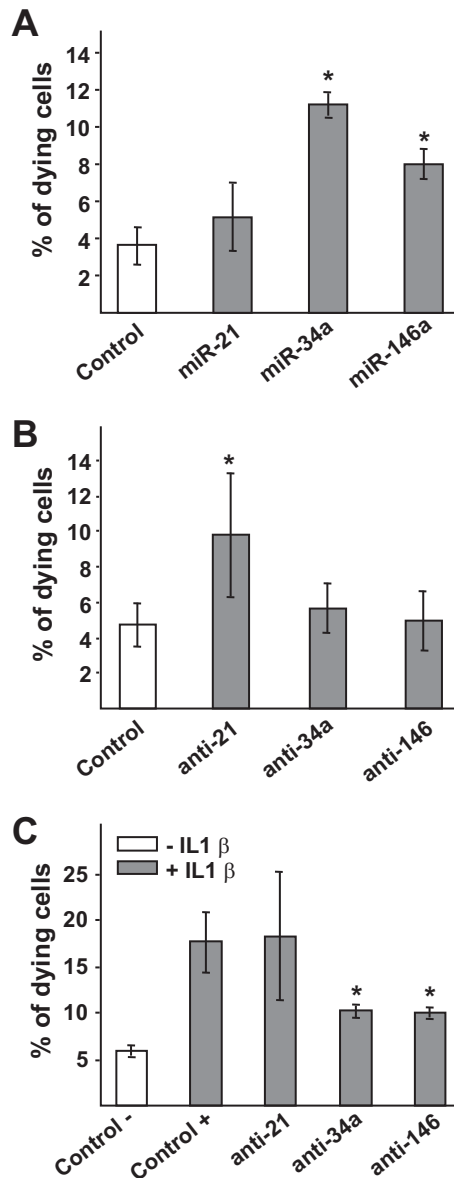 A
% of dying cells
14
12
10
8
6
4
2
*
*
Control
miR-21
miR-34a
miR-146a
B
% of dying cells
14
12
10
8
6
4
2
*
Control
anti-21
anti-34a
anti-146
C
- IL1 β
+ IL1 β
% of dying cells
25
20
15
10
5
*
*
Control -
Control +
anti-21
anti-34a
anti-146